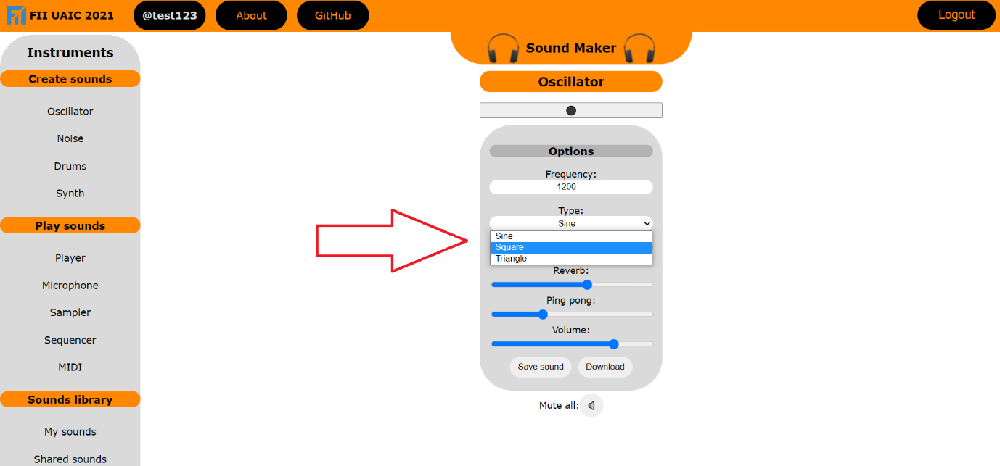 FII UAIC 2021
@test123
About
GitHub
Logout
Instruments
Create sounds
Oscillator
Noise
Drums
Synth
Play sounds
Player
Microphone
Sampler
Sequencer
MIDI
Sounds library
My sounds
Shared sounds
Sound Maker
Oscillator
Options
Frequency:
1200
Type:
Sine
Sine
Square
Triangle
Reverb:
Ping pong:
Volume:
Save sound Download
Mute all: